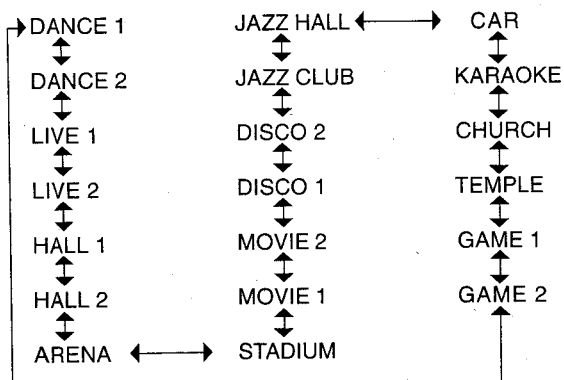 DANCE 1
DANCE 2
LIVE 1
LIVE 2
HALL 1
HALL 2
ARENA
JAZZ HALL
JAZZ CLUB
DISCO 2
DISCO 1
MOVIE 2
MOVIE 1
STADIUM
CAR
KARAOKE
CHURCH
TEMPLE
GAME 1
GAME 2